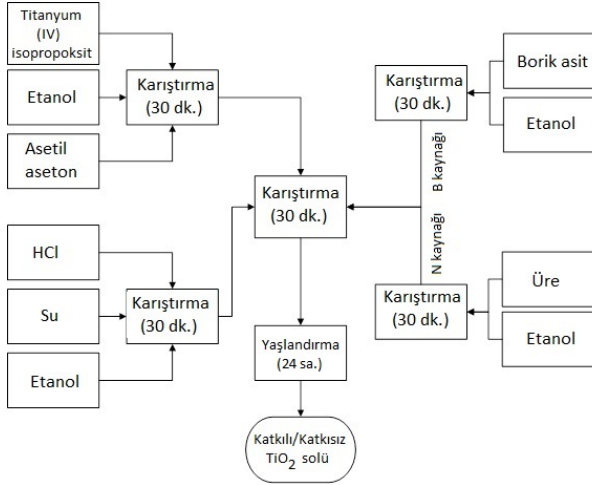 Titanyum
(IV)
isopropoksit
Etanol
Asetil
aseton
Karıştırma
(30 dk.)
HCl
Su
Etanol
Karıştırma
(30 dk.)
Karıştırma
(30 dk.)
Yaşlandırma
(24 sa.)
Katkılı/Katkısız
TiO2 solü
Karıştırma
(30 dk.)
Borik asit
Etanol
B kaynağı
N kaynağı
Karıştırma
(30 dk.)
Üre
Etanol